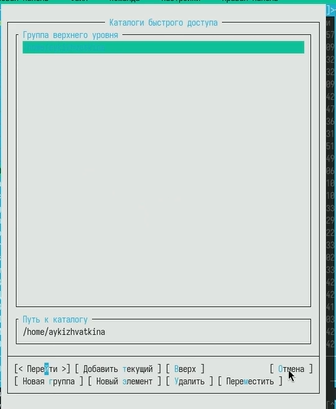 Каталоги быстрого доступа
Группа верхнего уровня
Путь к каталогу
/home/aykizhvatkina
[< Перейти >] [ Добавить текущий ] [ Вверх ] [ Отмена ]
[ Новая группа ] [ Новый элемент ] [ Удалить ] [ Переместить ]